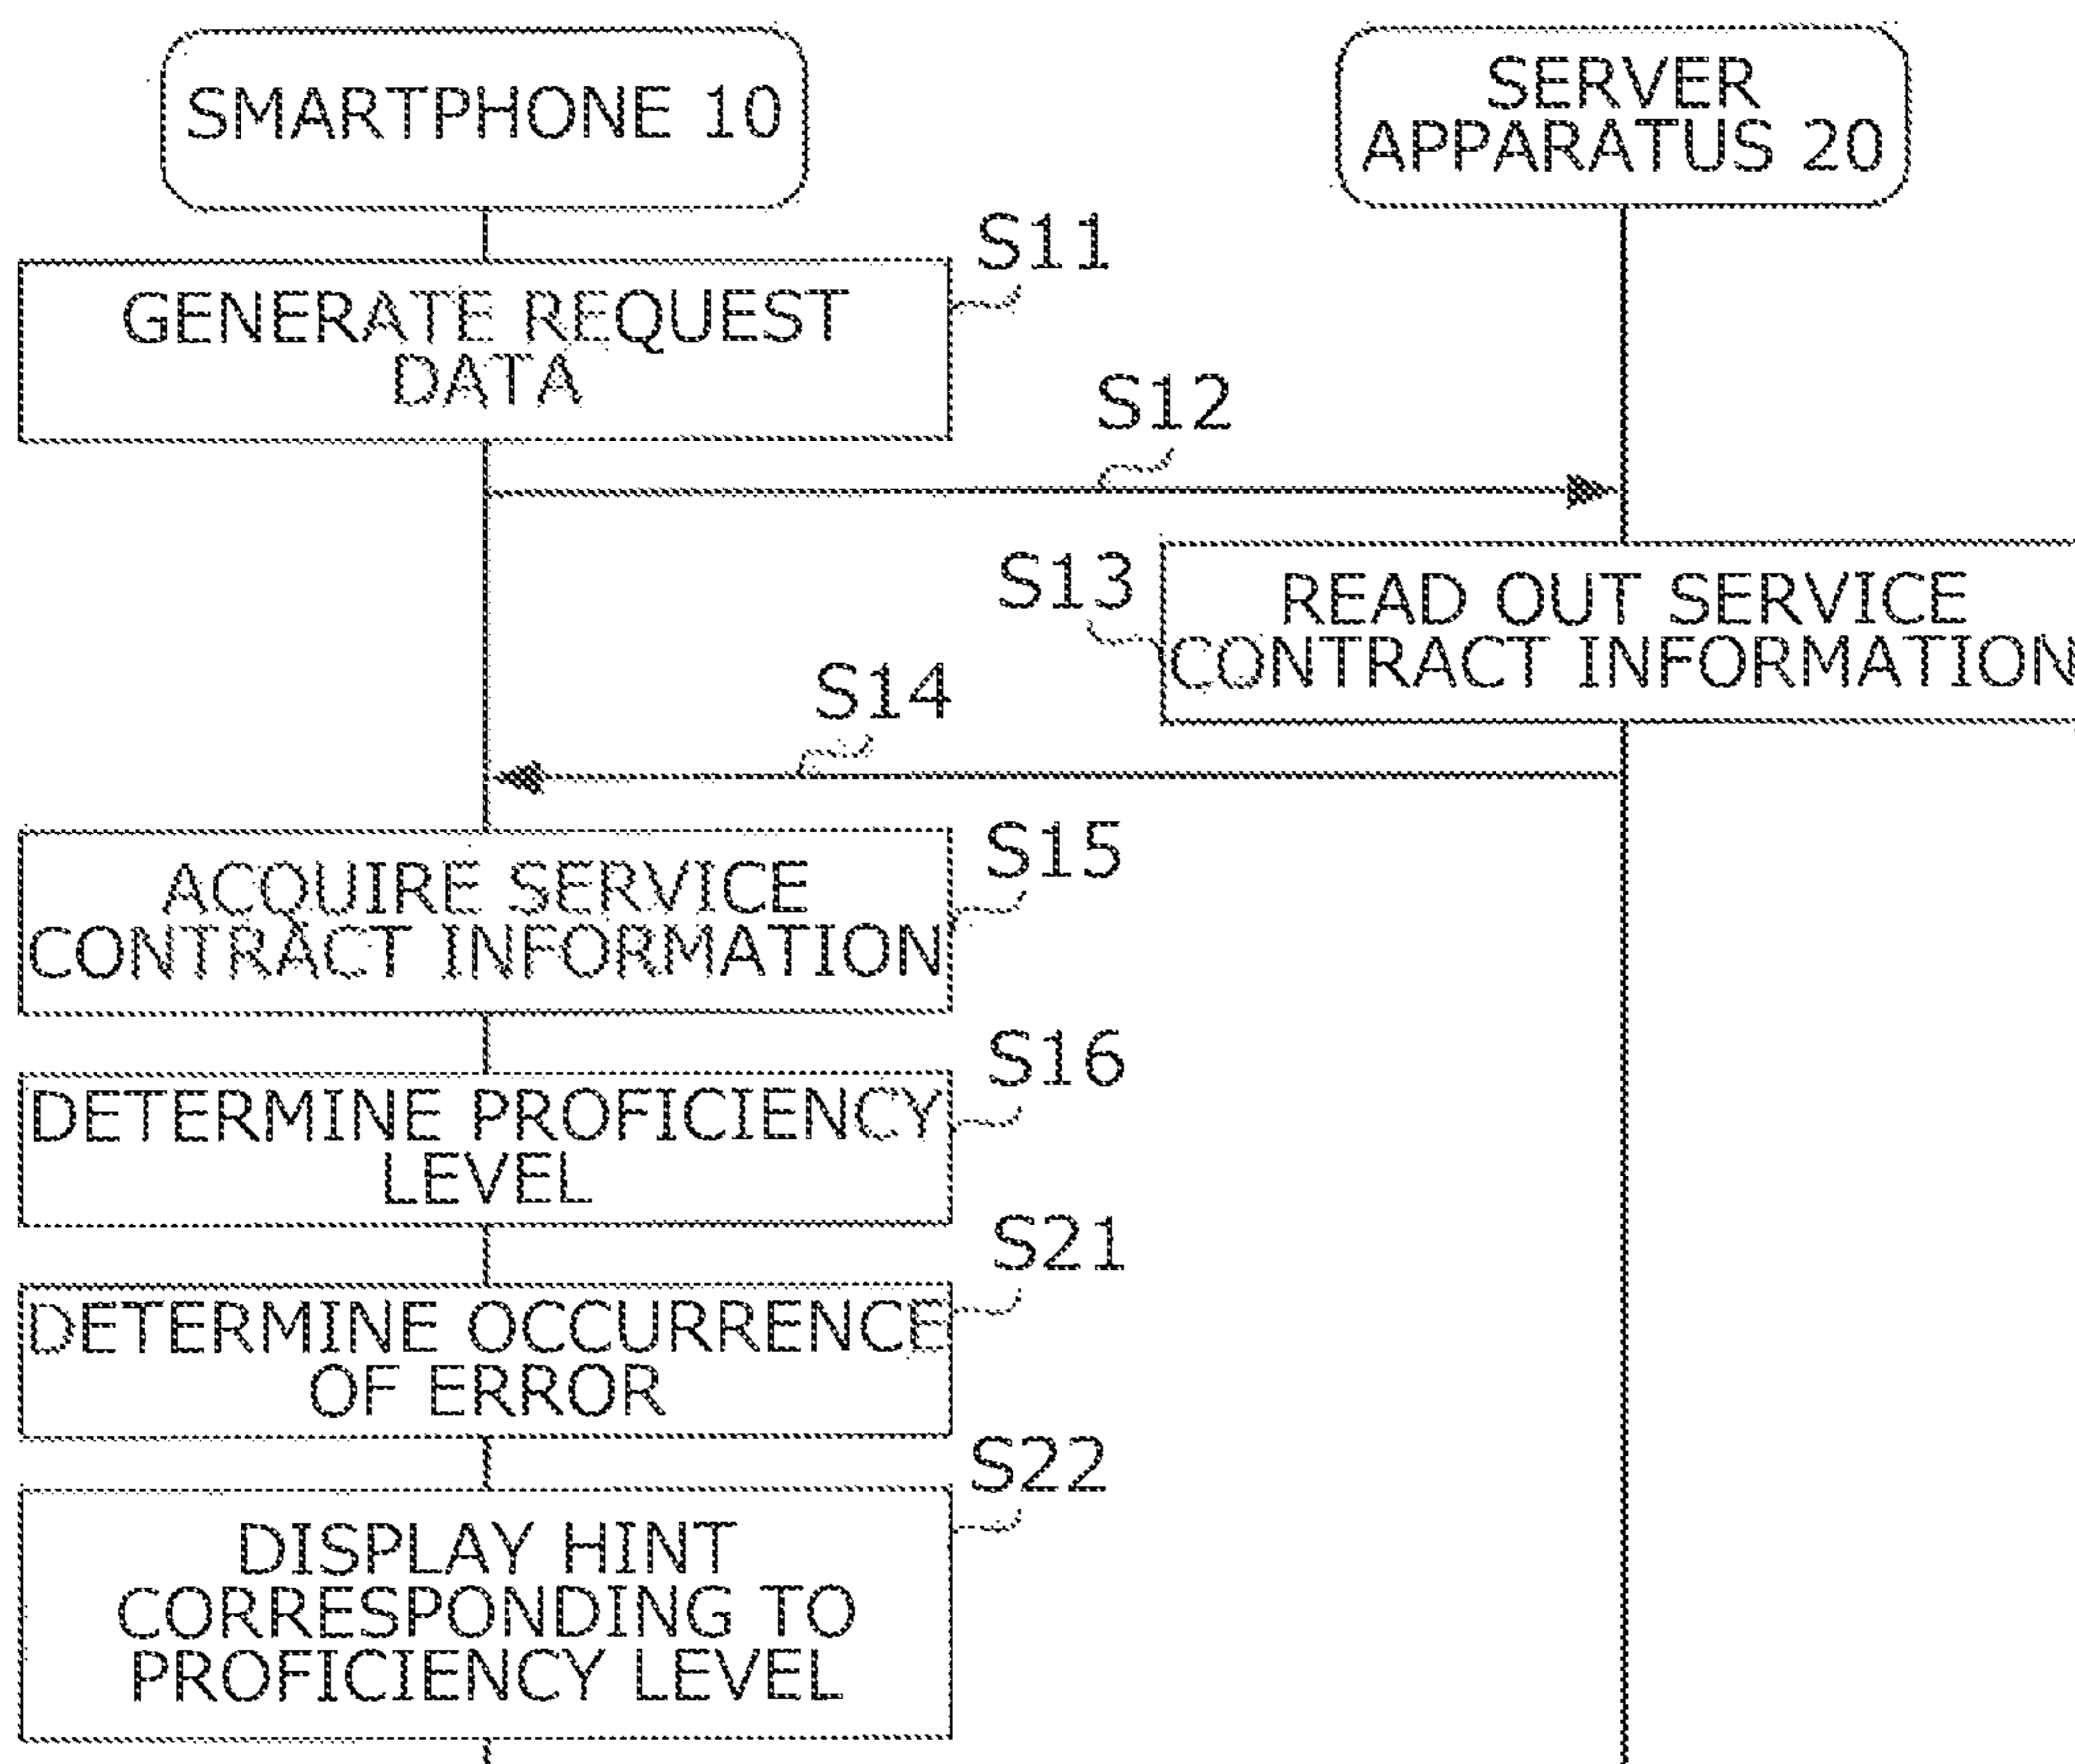 SMARTPHONE 10
SERVER
APPARATUS 20
S11
GENERATE REQUEST
DATA
S12
S13
READ OUT SERVICE
CONTRACT INFORMATION
S14
S15
ACQUIRE SERVICE
CONTRACT INFORMATION
S16
DETERMINE PROFICIENCY
LEVEL
S21
DETERMINE OCCURRENCE
OF ERROR
S22
DISPLAY HINT
CORRESPONDING TO
PROFICIENCY LEVEL